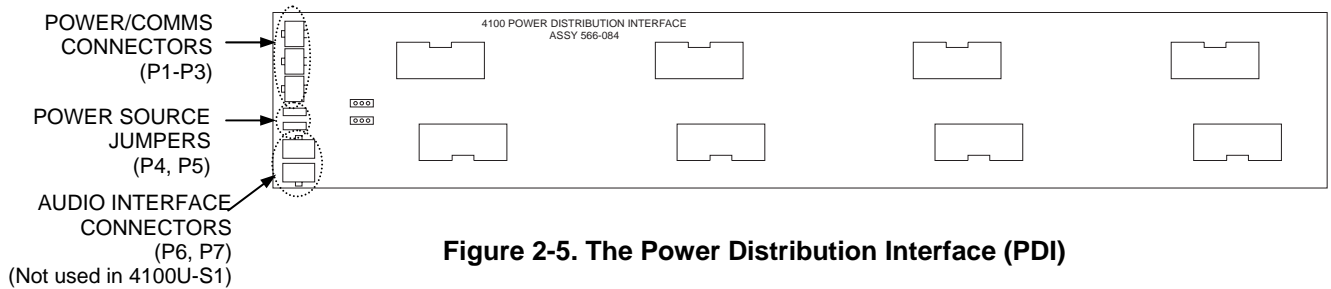 POWER/COMMS
CONNECTORS
(P1-P3)
POWER SOURCE
JUMPERS
(P4, P5)
AUDIO INTERFACE
CONNECTORS
(P6, P7)
(Not used in 4100U-S1)
4100 POWER DISTRIBUTION INTERFACE
ASSY 566-084
Figure 2-5. The Power Distribution Interface (PDI)